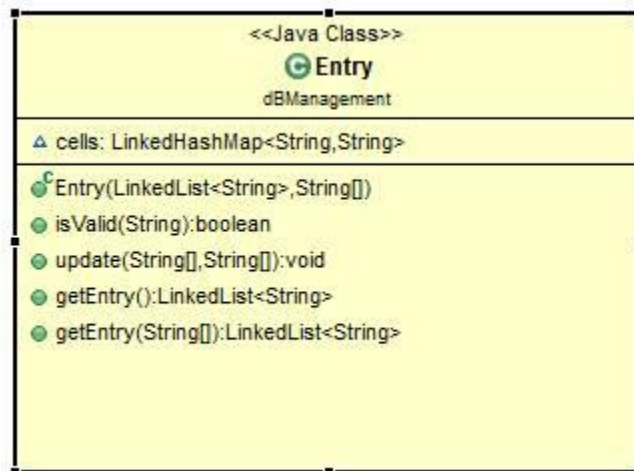 <<Java Class>>
Entry
dBManagement
cells: LinkedHashMap<String,String>
Entry(LinkedList<String>,String[])
isValid(String):boolean
update(String[],String[]):void
getEntry():LinkedList<String>
getEntry(String[]):LinkedList<String>